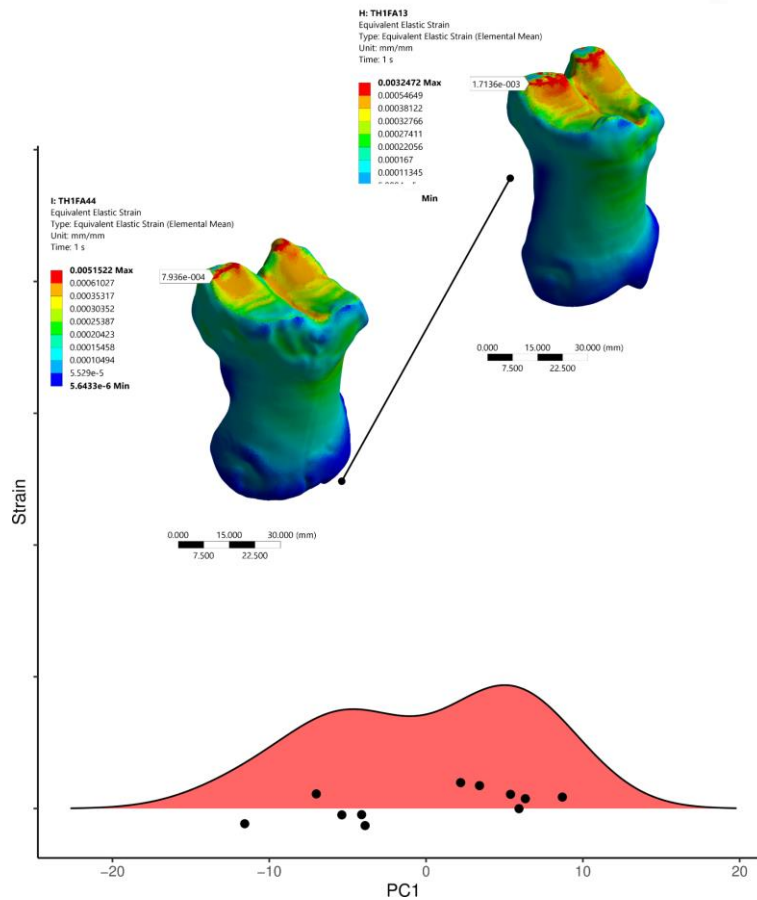 H: TH1FA13
Equivalent Elastic Strain
Type: Equivalent Elastic Strain (Elemental Mean)
Unit: mm/mm
Time: 1 s
0.0032472 Max
0.00054649
0.00038122
0.00032766
0.00027411
0.00022056
0.000167
0.00011345
Min
1.7136e-003
0.000 15.000 30.000 (mm)
7.500 22.500
I: TH1FA44
Equivalent Elastic Strain
Type: Equivalent Elastic Strain (Elemental Mean)
Unit: mm/mm
Time: 1 s
0.0051522 Max
0.00061027
0.00035317
0.00030352
0.00025387
0.00020423
0.00015458
0.00010494
5.529e-5
5.6433e-6 Min
7.936e-004
0.000 15.000 30.000 (mm)
7.500 22.500
Strain
−20 −10 0 10 20
PC1